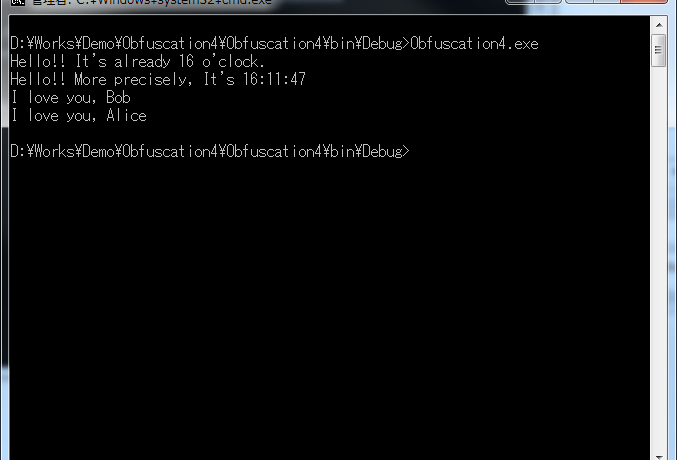 管理者: C:¥Windows¥system32¥cmd.exe
D:¥Works¥Demo¥Obfuscation4¥Obfuscation4¥bin¥Debug>Obfuscation4.exe
Hello!! It's already 16 o'clock.
Hello!! More precisely, It's 16:11:47
I love you, Bob
I love you, Alice
D:¥Works¥Demo¥Obfuscation4¥Obfuscation4¥bin¥Debug>